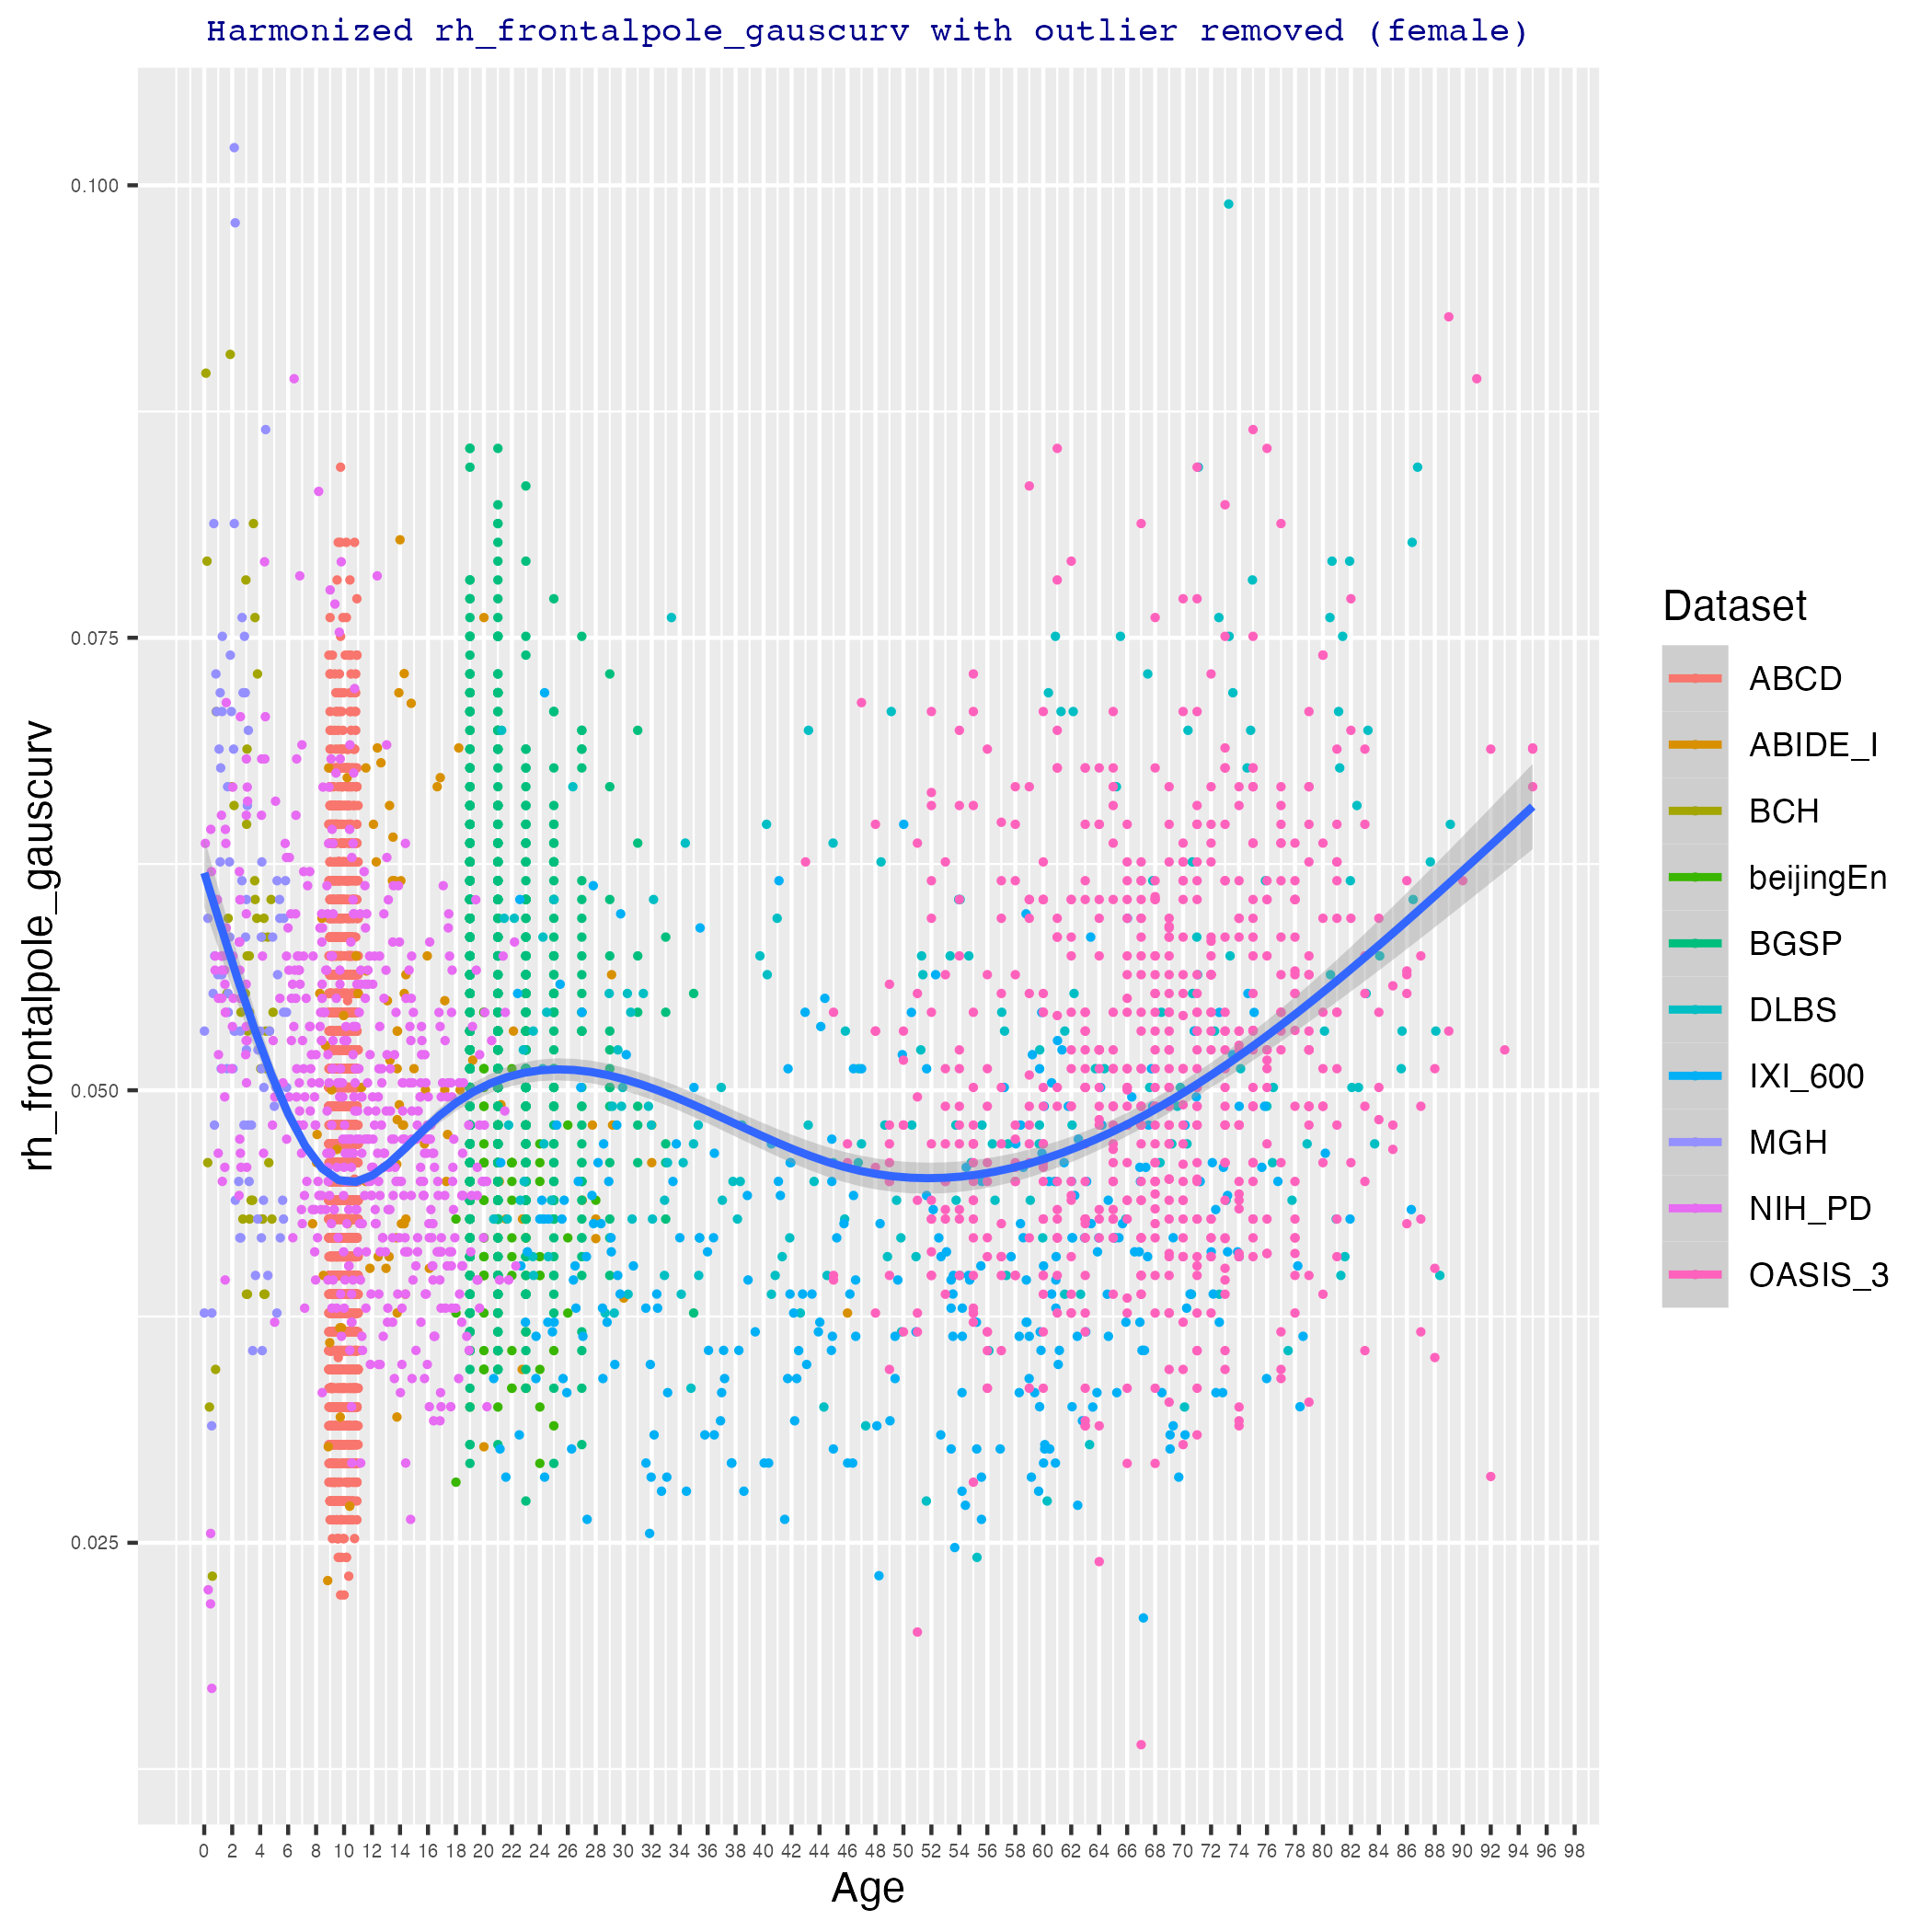 Harmonized rh_frontalpole_gauscurv with outlier removed (female)
rh_frontalpole_gauscurv
0.100
0.075
0.050
0.025
0 2 4 6 8 10 12 14 16 18 20 22 24 26 28 30 32 34 36 38 40 42 44 46 48 50 52 54 56 58 60 62 64 66 68 70 72 74 76 78 80 82 84 86 88 90 92 94 96 98
Age
Dataset
ABCD
ABIDE_I
BCH
beijingEn
BGSP
DLBS
IXI_600
MGH
NIH_PD
OASIS_3